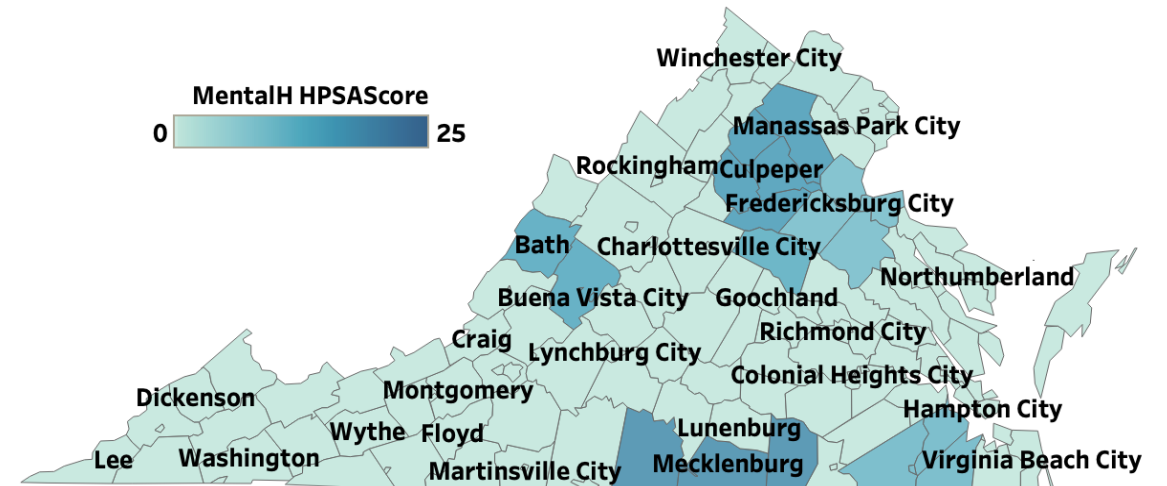 Winchester City
MentalH HPSAScore
0
25
Manassas Park City
Rockingham
Culpeper
Fredericksburg City
Bath
Charlottesville City
Northumberland
Buena Vista City
Goochland
Richmond City
Craig
Lynchburg City
Colonial Heights City
Montgomery
Dickenson
Hampton City
Lunenburg
Wythe
Floyd
Lee
Washington
Martinsville City
Mecklenburg
Virginia Beach City